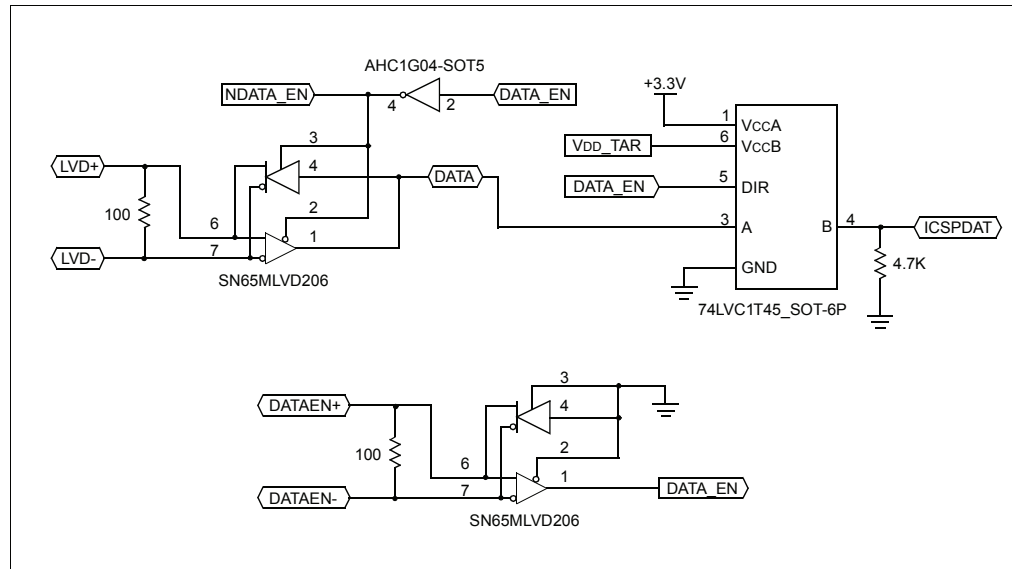 AHC1G04-SOT5
NDATA_EN
4
2
DATA_EN
+3.3V
1
VCCA
6
VCCB
VDD_TAR
5
DIR
DATA_EN
3
A
B
4
ICSPDAT
4.7K
GND
74LVC1T45_SOT-6P
LVD+
100
LVD-
3
4
DATA
2
6
1
7
SN65MLVD206
DATAEN+
100
DATAEN-
3
4
2
6
1
7
DATA_EN
SN65MLVD206